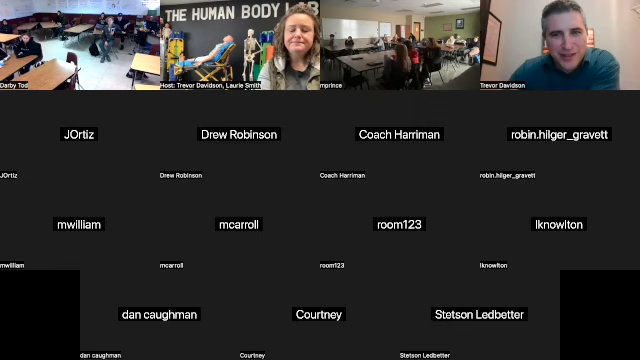 THE HUMAN BODY LAB
Darby Tod
Host: Trevor Davidson, Laurie Smith
mprince
Trevor Davidson
JOrtiz
Drew Robinson
Coach Harriman
robin.hilger_gravett
JOrtiz
Drew Robinson
Coach Harriman
robin.hilger_gravett
mwilliam
mcarroll
room123
lknowlton
mwilliam
mcarroll
room123
lknowlton
dan caughman
Courtney
Stetson Ledbetter
dan caughman
Courtney
Stetson Ledbetter